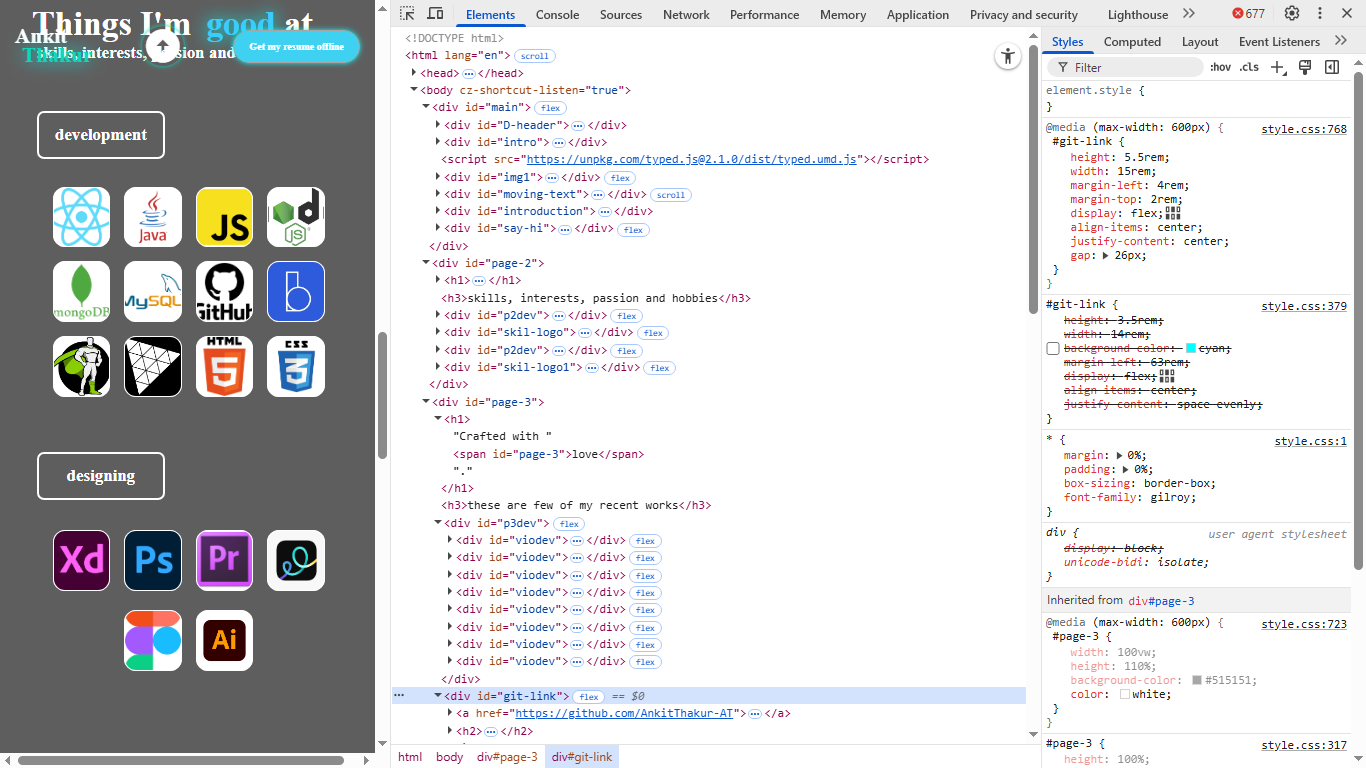 Things I'm good at
Ankit
Thakur
skills, interests, passion and
Get my resume offline
development
Java
JS
JS
mongoDB
MySQL
GitHub
b
HTML
5
CSS
3
designing
Xd
Ps
Pr
Ai
Elements Console Sources Network Performance Memory Application Privacy and security Lighthouse 677
<!DOCTYPE html>
<html lang="en"> scroll
<head> </head>
<body cz-shortcut-listen="true">
<div id="main"> flex
<div id="D-header"> </div>
<div id="intro"> </div>
<script src="https://unpkg.com/typed.js@2.1.0/dist/typed.umd.js"></script>
<div id="img1"> </div> flex
<div id="moving-text"> </div> scroll
<div id="introduction"> </div>
<div id="say-hi"> </div> flex
</div>
<div id="page-2">
<h1> </h1>
<h3>skills, interests, passion and hobbies</h3>
<div id="p2dev"> </div> flex
<div id="skil-logo"> </div> flex
<div id="p2dev"> </div> flex
<div id="skil-logo1"> </div> flex
</div>
<div id="page-3">
<h1>
"Crafted with "
<span id="page-3">love</span>
"."
</h1>
<h3>these are few of my recent works</h3>
<div id="p3dev"> flex
<div id="viodev"> </div> flex
<div id="viodev"> </div> flex
<div id="viodev"> </div> flex
<div id="viodev"> </div> flex
<div id="viodev"> </div> flex
<div id="viodev"> </div> flex
<div id="viodev"> </div> flex
<div id="viodev"> </div> flex
</div>
<div id="git-link"> flex == $0
<a href="https://github.com/AnkitThakur-AT"> </a>
<h2> </h2>
html body div#page-3 div#git-link
Styles Computed Layout Event Listeners
Filter :hov .cls
element.style {
}
@media (max-width: 600px) { style.css:768
#git-link {
height: 5.5rem;
width: 15rem;
margin-left: 4rem;
margin-top: 2rem;
display: flex;
align-items: center;
justify-content: center;
gap: 26px;
}
}
#git-link { style.css:379
height: 3.5rem;
width: 14rem;
background-color: cyan;
margin-left: 63rem;
display: flex;
align-items: center;
justify-content: space-evenly;
}
* { style.css:1
margin: 0%;
padding: 0%;
box-sizing: border-box;
font-family: gilroy;
}
div { user agent stylesheet
display: block;
unicode-bidi: isolate;
}
Inherited from div#page-3
@media (max-width: 600px) { style.css:723
#page-3 {
width: 100vw;
height: 110%;
background-color: #515151;
color: white;
}
}
#page-3 { style.css:317
height: 100%;